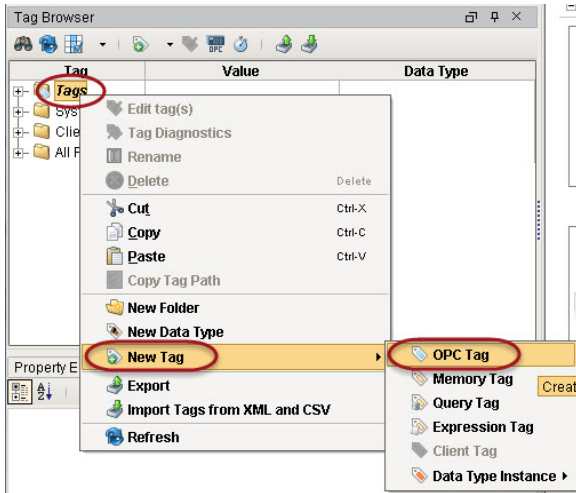 Tag Browser
OPC
Tag Value Data Type
Tags
Sys
Clie
All P
Edit tag(s)
Tag Diagnostics
Rename
Delete Delete
Cut Ctrl-X
Copy Ctrl-C
Paste Ctrl-V
Copy Tag Path
New Folder
New Data Type
New Tag
Export
Import Tags from XML and CSV
Refresh
Property E
OPC Tag
Memory Tag
Query Tag
Expression Tag
Client Tag
Data Type Instance
Creat